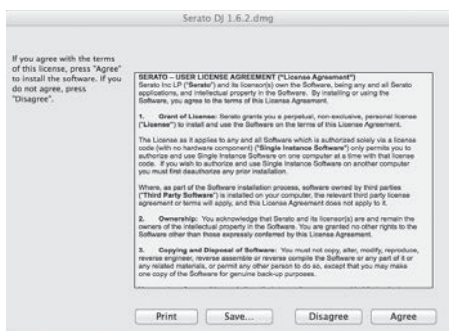 Serato DJ 1.6.2.dmg
If you agree with the terms
of this license, press "Agree"
to install the software. If you
do not agree, press
"Disagree".
SERATO – USER LICENSE AGREEMENT ("License Agreement")
Serato Inc LP ("Serato") and its licensor(s) own the Software, being any and all Serato
applications, and intellectual property in the Software. By installing or using the
Software, you agree to the terms of this License Agreement.
1. Grant of License: Serato grants you a perpetual, non-exclusive, personal license
("License") to install and use the Software on the terms of this License Agreement.
The License as it applies to any and all Software which is authorized solely via a license
code (with no hardware component) ("Single Instance Software") only permits you to
authorize and use Single Instance Software on one computer at a time with that license
code. If you wish to authorize and use Single Instance Software on another computer
you must first deauthorize any prior installation.
Where, as part of the Software installation process, software owned by third parties
("Third Party Software") is installed on your computer, the relevant third party license
agreement or terms will apply, and this License Agreement does not apply to it.
2. Ownership: You acknowledge that Serato and its licensor(s) are and remain the
owners of the intellectual property in the Software. You are granted no other rights to the
Software other than those expressly conferred by this License Agreement.
3. Copying and Disposal of Software: You must not copy, alter, modify, reproduce,
reverse engineer, reverse assemble or reverse compile the Software or any part of it or
any related materials, or permit any other person to do so, except that you may make
one copy of the Software for genuine back-up purposes.
Print
Save...
Disagree
Agree